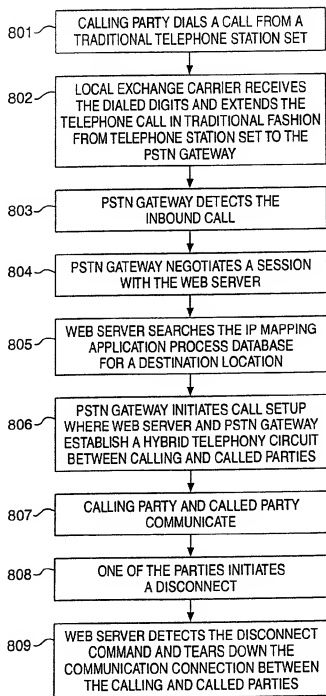 801
CALLING PARTY DIALS A CALL FROM A
TRADITIONAL TELEPHONE STATION SET
802
LOCAL EXCHANGE CARRIER RECEIVES
THE DIALED DIGITS AND EXTENDS THE
TELEPHONE CALL IN TRADITIONAL FASHION
FROM TELEPHONE STATION SET TO THE
PSTN GATEWAY
803
PSTN GATEWAY DETECTS THE
INBOUND CALL
804
PSTN GATEWAY NEGOTIATES A SESSION
WITH THE WEB SERVER
805
WEB SERVER SEARCHES THE IP MAPPING
APPLICATION PROCESS DATABASE
FOR A DESTINATION LOCATION
806
PSTN GATEWAY INITIATES CALL SETUP
WHERE WEB SERVER AND PSTN GATEWAY
ESTABLISH A HYBRID TELEPHONY CIRCUIT
BETWEEN CALLING AND CALLED PARTIES
807
CALLING PARTY AND CALLED PARTY
COMMUNICATE
808
ONE OF THE PARTIES INITIATES
A DISCONNECT
809
WEB SERVER DETECTS THE DISCONNECT
COMMAND AND TEARS DOWN THE
COMMUNICATION CONNECTION BETWEEN
THE CALLING AND CALLED PARTIES